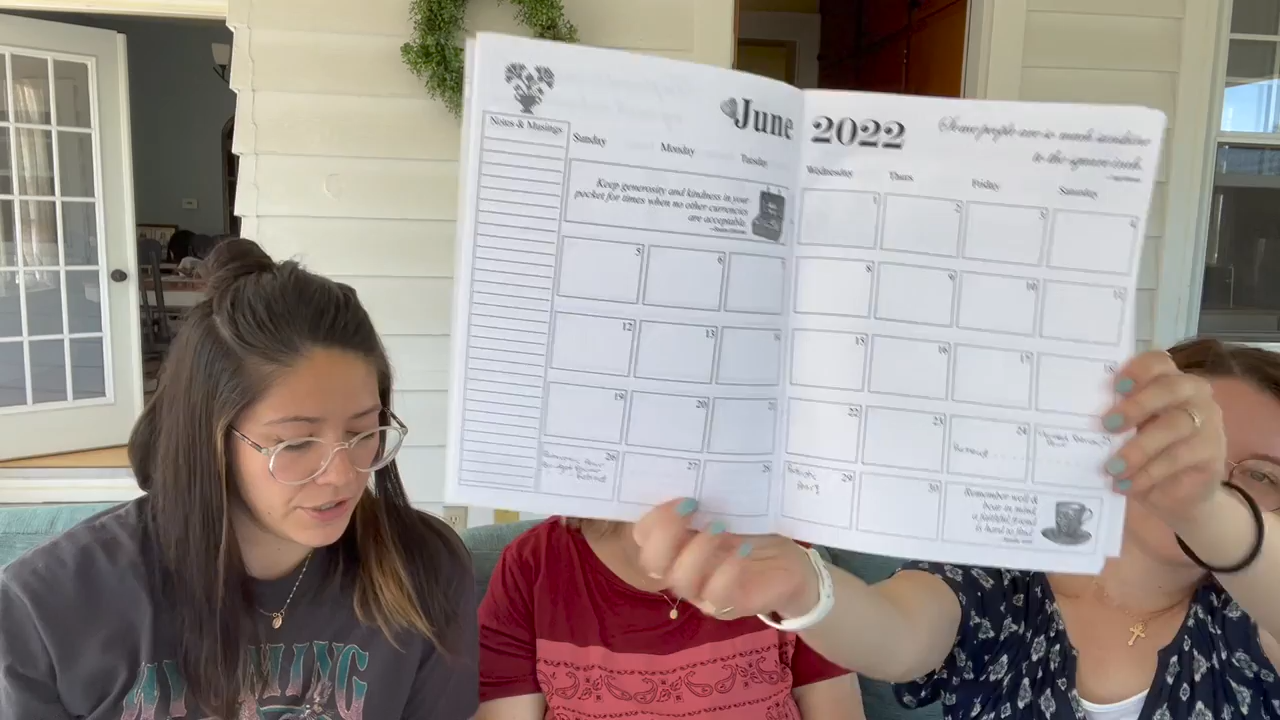 Notes & Musings
June 2022
Some people are so much sunshine
to the square inch.
Sunday Monday Tuesday Wednesday Thurs. Friday Saturday
Keep generosity and kindness in your
pocket for times when no other currencies
are acceptable.
1 2 3 4
5 6 8 9 10 11
12 13 15 16 17 18
19 20 21 22 23 24 25
26 27 28 29 30
Remember well &
bear in mind,
a faithful friend
is hard to find.